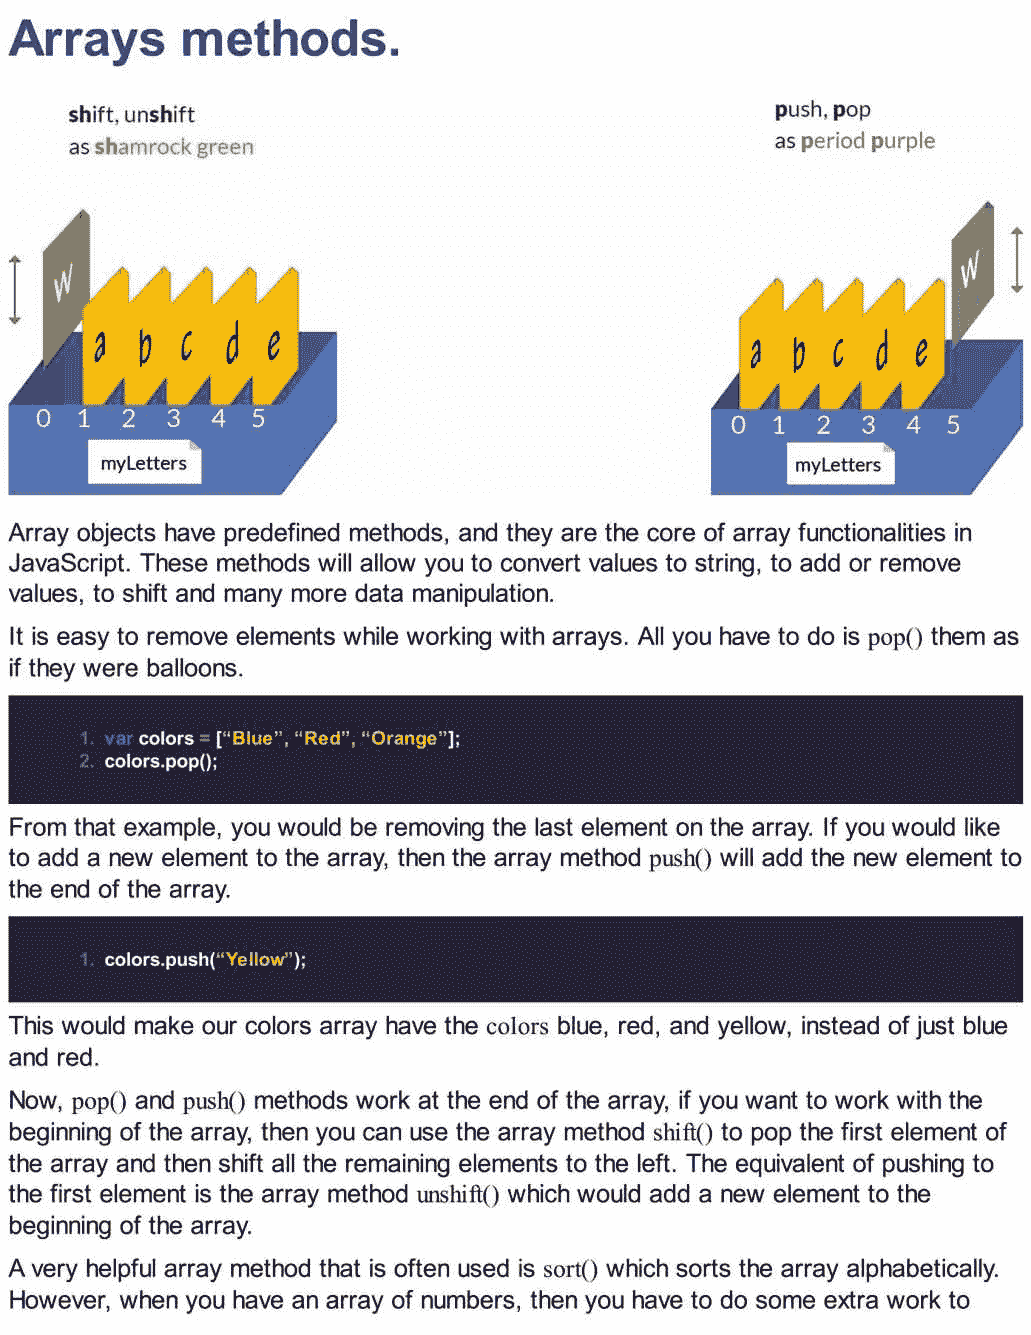 Arrays methods.
shift, unshift
as shamrock green
push, pop
as period purple
w
a b c d e
0 1 2 3 4 5
myLetters
a b c d e
w
0 1 2 3 4 5
myLetters
Array objects have predefined methods, and they are the core of array functionalities in
JavaScript. These methods will allow you to convert values to string, to add or remove
values, to shift and many more data manipulation.
It is easy to remove elements while working with arrays. All you have to do is pop() them as
if they were balloons.
1. var colors = [“Blue”, “Red”, “Orange”];
2. colors.pop();
From that example, you would be removing the last element on the array. If you would like
to add a new element to the array, then the array method push() will add the new element to
the end of the array.
1. colors.push(“Yellow”);
This would make our colors array have the colors blue, red, and yellow, instead of just blue
and red.
Now, pop() and push() methods work at the end of the array, if you want to work with the
beginning of the array, then you can use the array method shift() to pop the first element of
the array and then shift all the remaining elements to the left. The equivalent of pushing to
the first element is the array method unshift() which would add a new element to the
beginning of the array.
A very helpful array method that is often used is sort() which sorts the array alphabetically.
However, when you have an array of numbers, then you have to do some extra work to